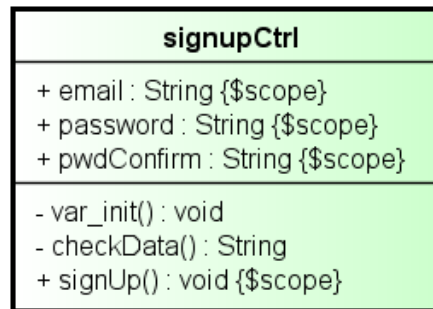 signupCtrl
+ email : String {$scope}
+ password : String {$scope}
+ pwdConfirm : String {$scope}
- var_init() : void
- checkData() : String
+ signUp() : void {$scope}